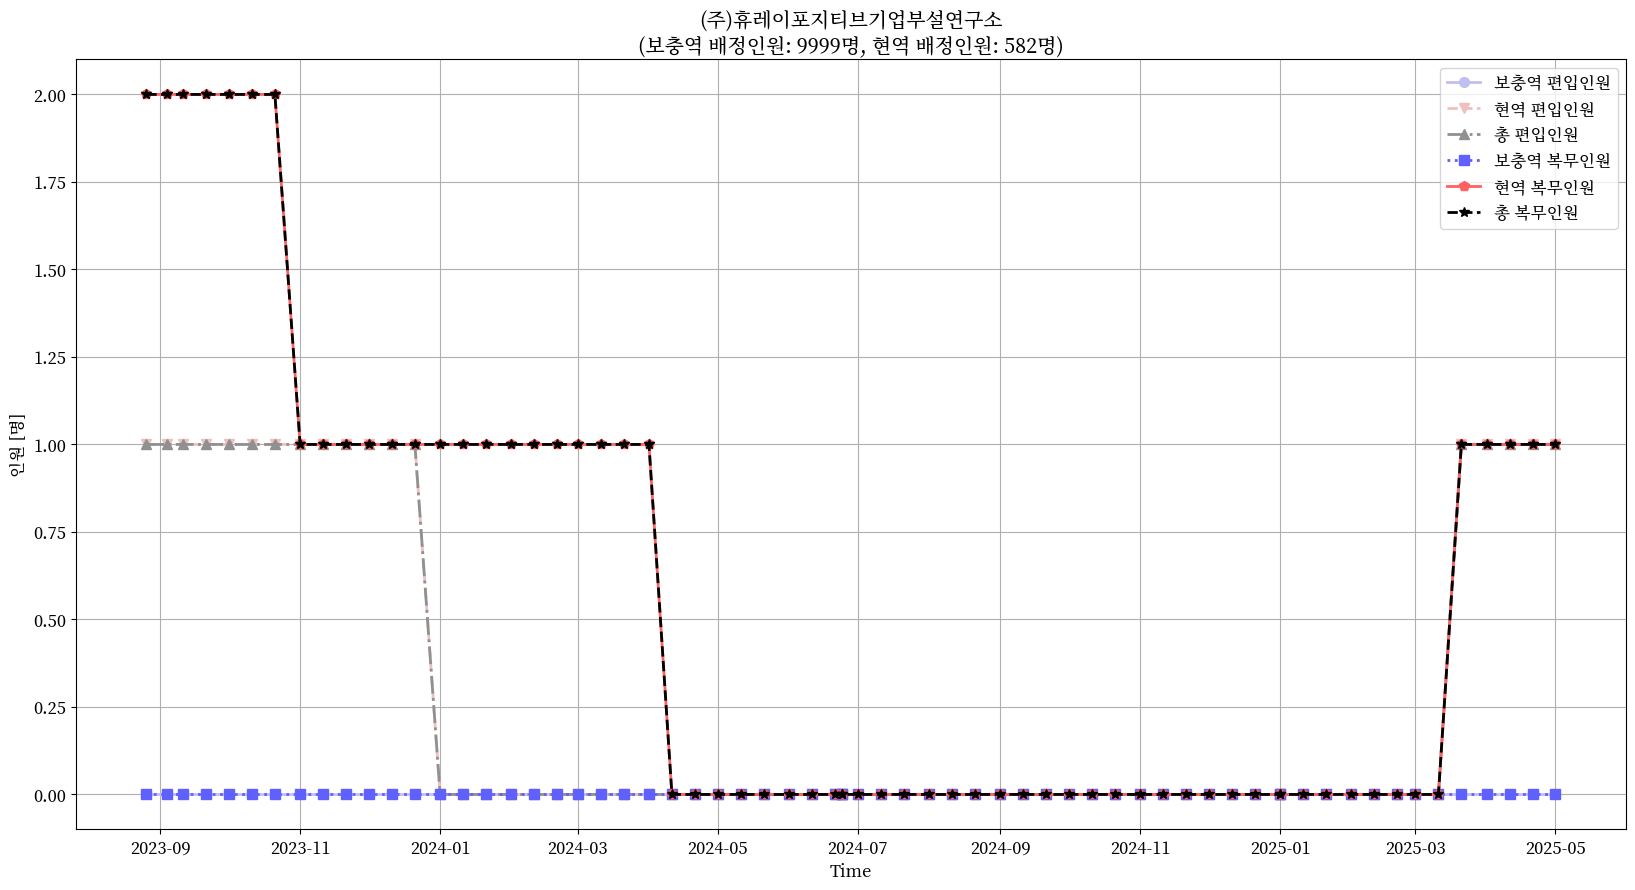 (주)휴레이포지티브기업부설연구소
(보충역 배정인원: 9999명, 현역 배정인원: 582명)
보충역 편입인원
현역 편입인원
총 편입인원
보충역 복무인원
현역 복무인원
총 복무인원
인원 [명]
2.00
1.75
1.50
1.25
1.00
0.75
0.50
0.25
0.00
2023-09
2023-11
2024-01
2024-03
2024-05
2024-07
2024-09
2024-11
2025-01
2025-03
2025-05
Time